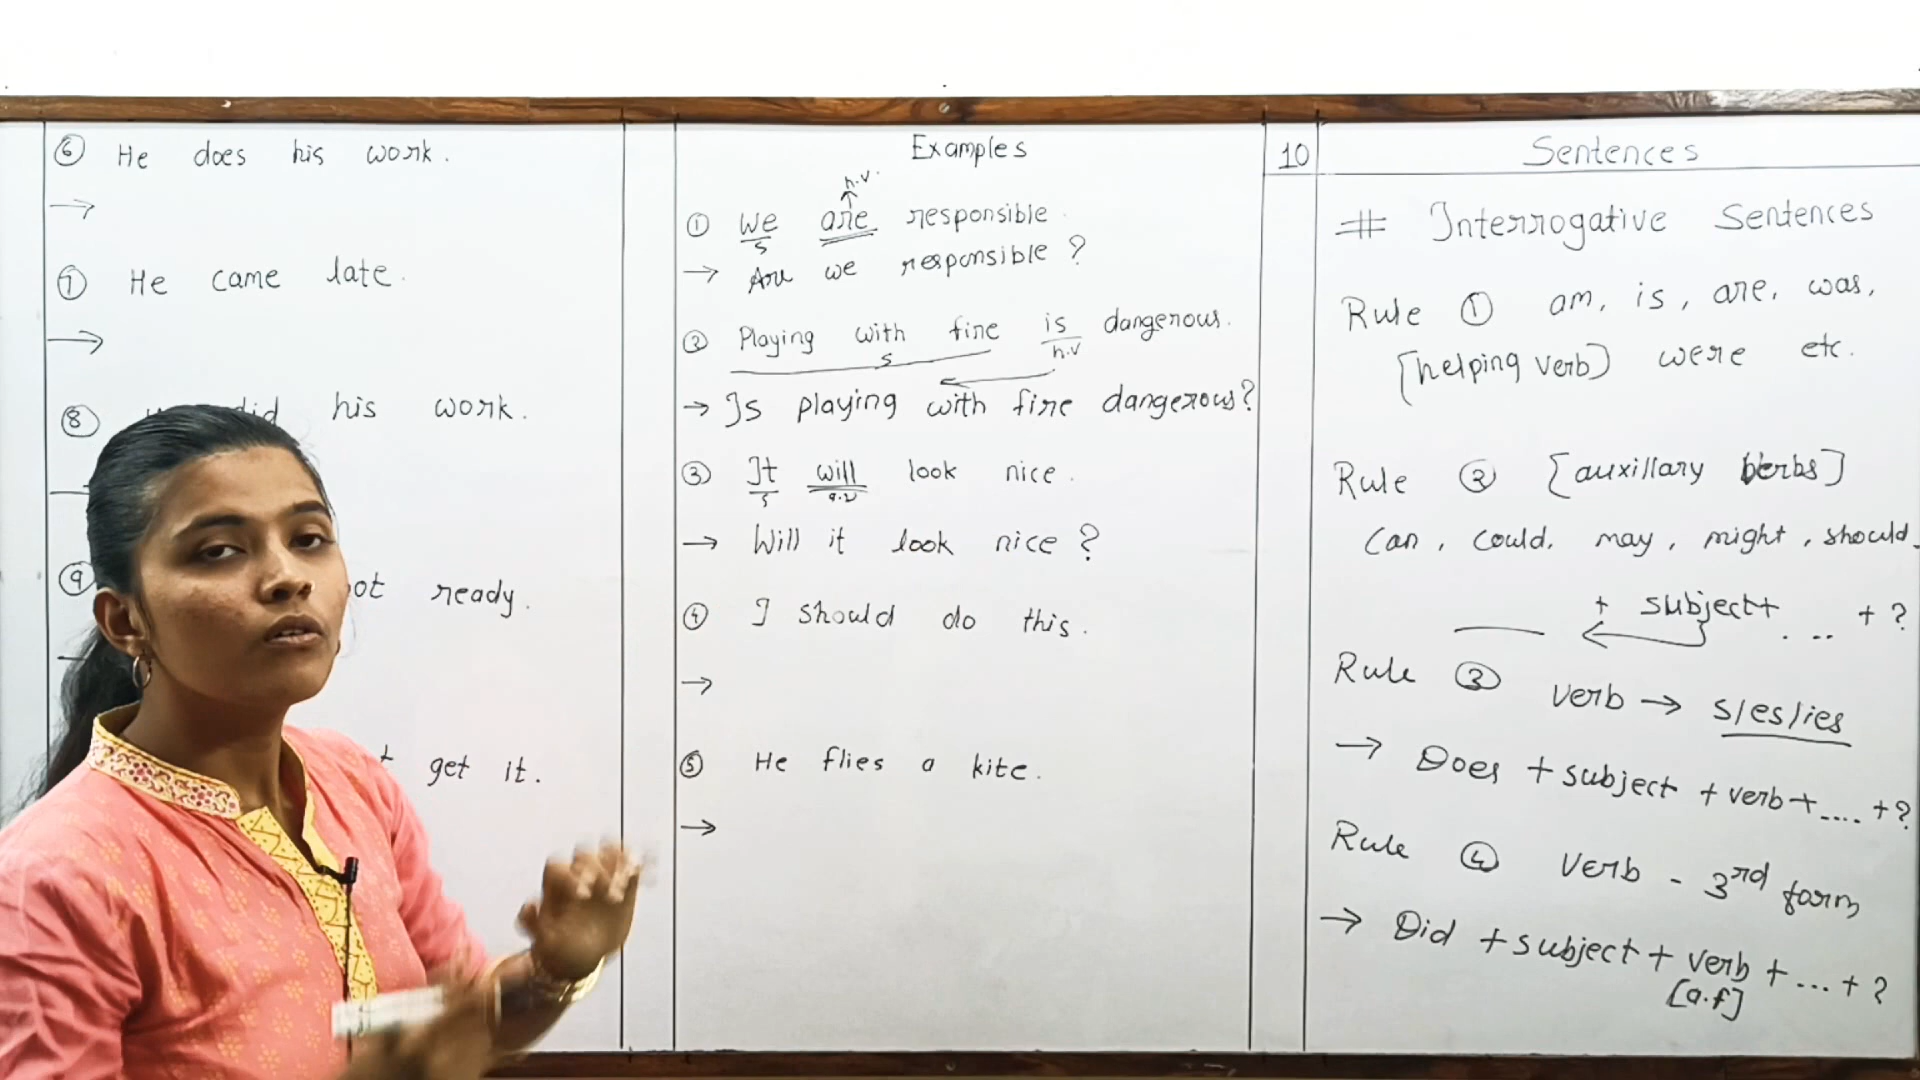 ⑥ He does his work.
→
⑦ He came late.
→
⑧ did his work.
⑨ ot ready.
get it.
Examples
h.v.
① We are responsible.
s
→ Are we responsible?
② Playing with fire is dangerous.
s h.v
→ Is playing with fire dangerous?
③ It will look nice.
s a.v
→ Will it look nice?
④ I should do this.
→
⑤ He flies a kite.
→
10 Sentences
# Interrogative Sentences
Rule ① am, is, are, was,
[helping verb] were etc.
Rule ② [auxillary verbs]
Can, could, may, might, should
+ subject + ... + ?
Rule ③ verb → s/es/ies
→ Does + subject + verb + .... + ?
Rule ④ verb - 3rd form
→ Did + subject + verb + ... + ?
[a.f]